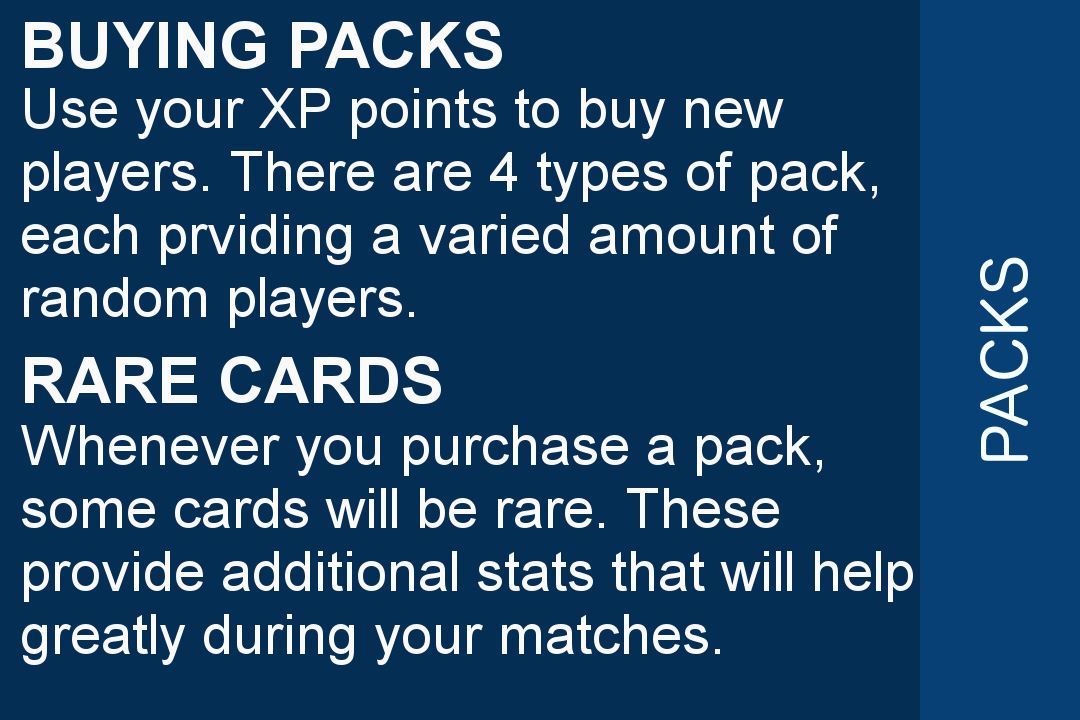 BUYING PACKS
Use your XP points to buy new
players. There are 4 types of pack,
each prviding a varied amount of
random players.
RARE CARDS
Whenever you purchase a pack,
some cards will be rare. These
provide additional stats that will help
greatly during your matches.
PACKS